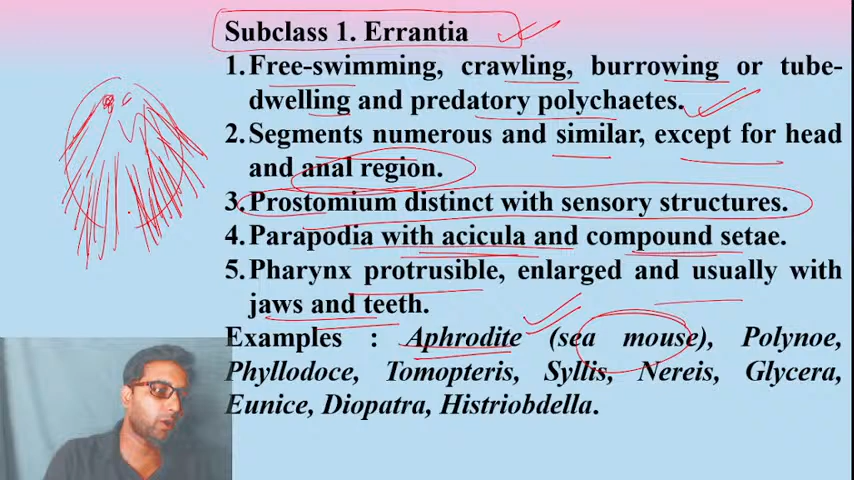 Subclass 1. Errantia
1. Free-swimming, crawling, burrowing or tube-
dwelling and predatory polychaetes.
2. Segments numerous and similar, except for head
and anal region.
3. Prostomium distinct with sensory structures.
4. Parapodia with acicula and compound setae.
5. Pharynx protrusible, enlarged and usually with
jaws and teeth.
Examples : Aphrodite (sea mouse), Polynoe,
Phyllodoce, Tomopteris, Syllis, Nereis, Glycera,
Eunice, Diopatra, Histriobdella.